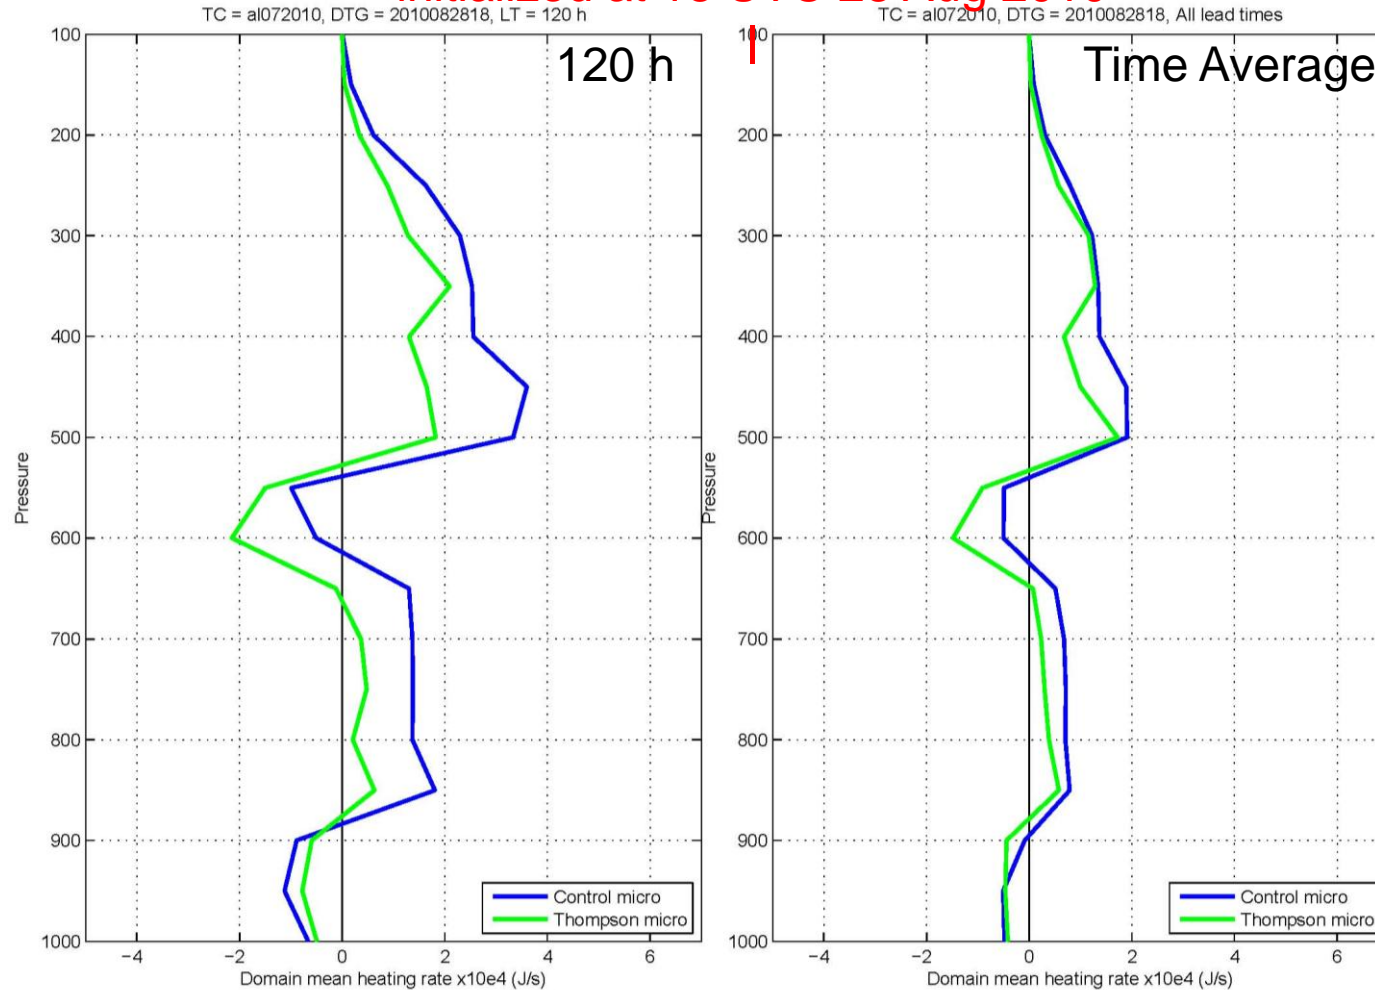 TC = al072010, DTG = 2010082818, LT = 120 h
120 h
100
200
300
400
500
600
700
800
900
1000
Pressure
Control micro
Thompson micro
−4 −2 0 2 4 6
Domain mean heating rate x10e4 (J/s)
TC = al072010, DTG = 2010082818, All lead times
Time Average
100
200
300
400
500
600
700
800
900
1000
Pressure
Control micro
Thompson micro
−4 −2 0 2 4 6
Domain mean heating rate x10e4 (J/s)